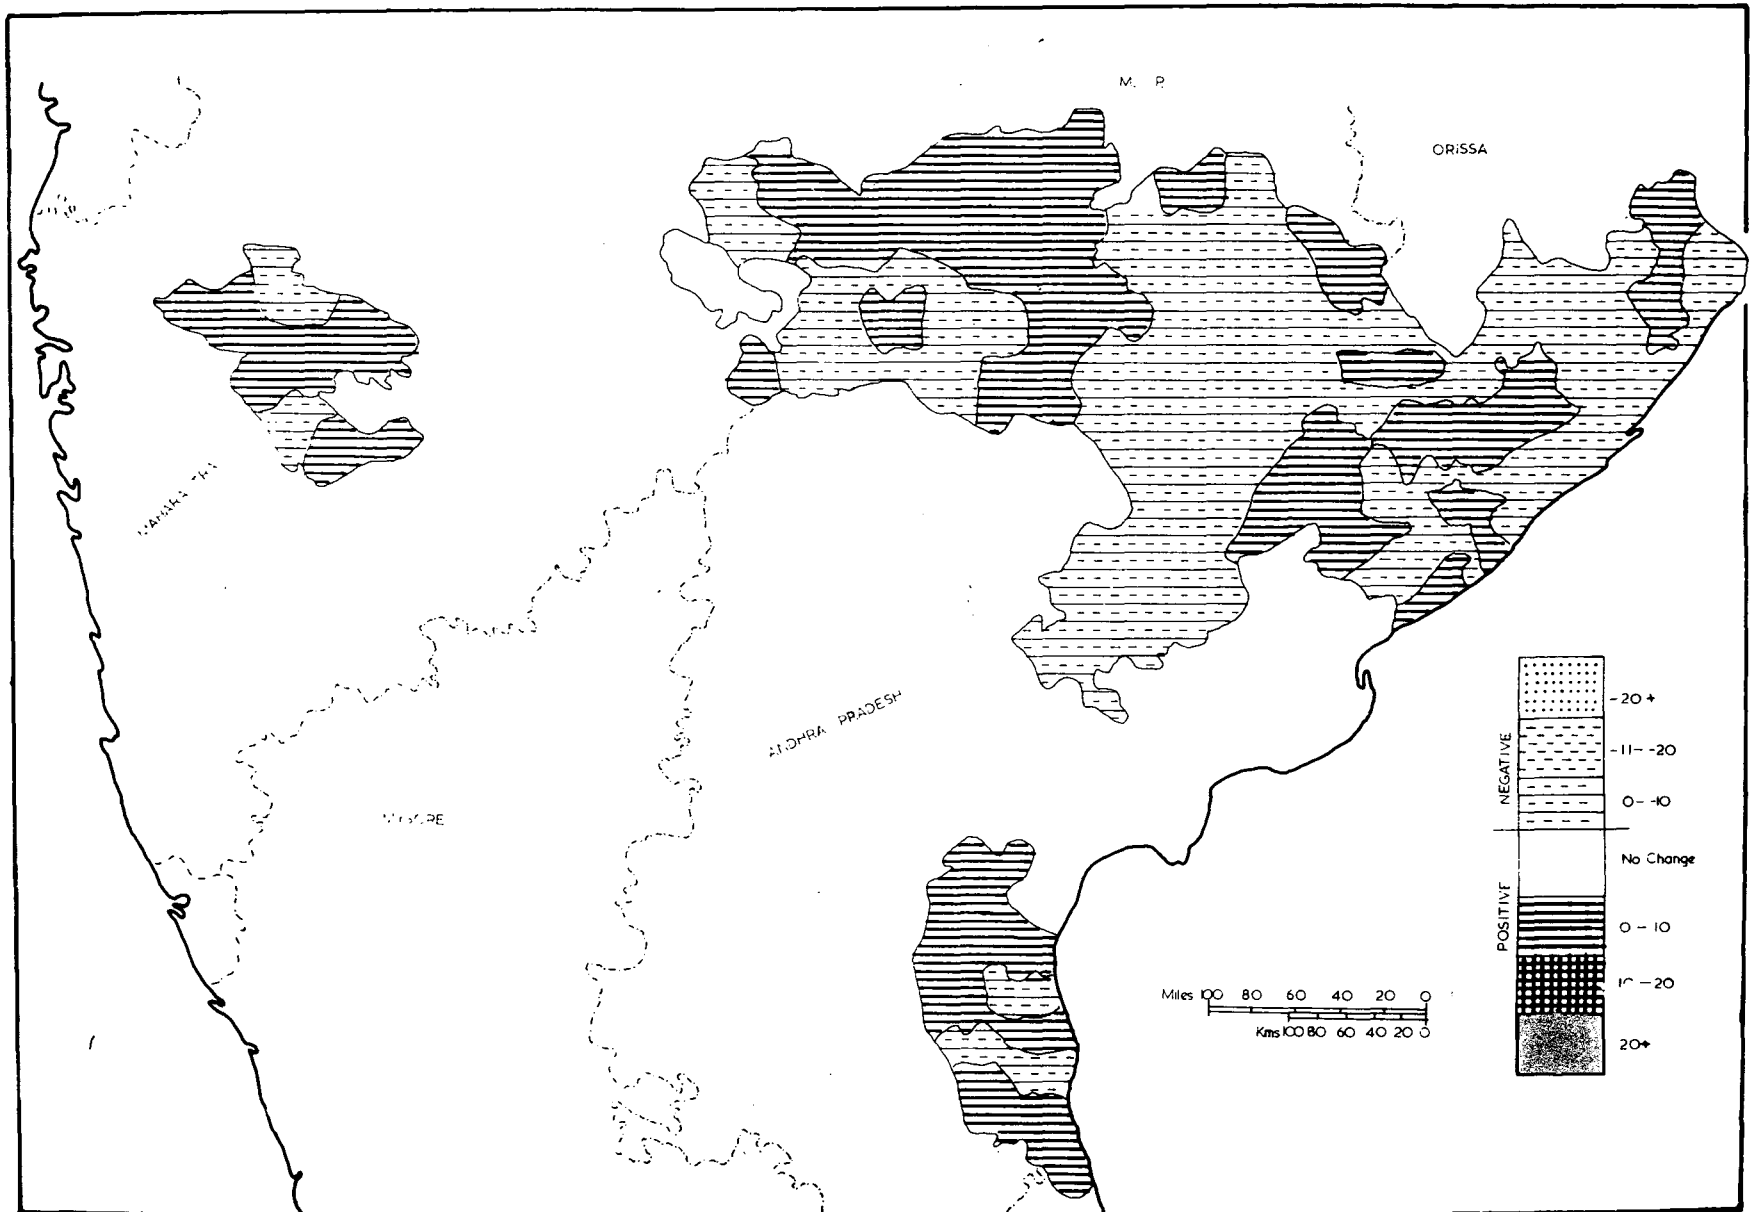 M. P.
ORISSA
ANDHRA PRADESH
NEGATIVE
-20+
-11- -20
0- -10
No Change
POSITIVE
0-10
-20
20+
Miles 100 80 60 40 20 0
Kms 100 80 60 40 20 0